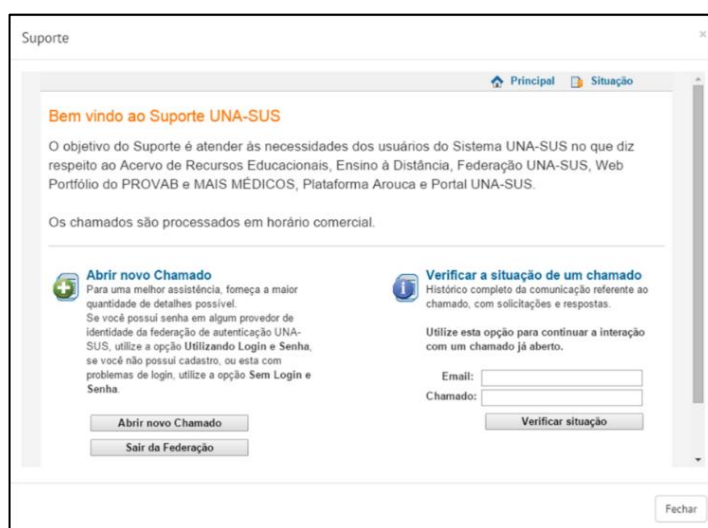 Suporte
×
Principal Situação
Bem vindo ao Suporte UNA-SUS
O objetivo do Suporte é atender às necessidades dos usuários do Sistema UNA-SUS no que diz
respeito ao Acervo de Recursos Educacionais, Ensino à Distância, Federação UNA-SUS, Web
Portfólio do PROVAB e MAIS MÉDICOS, Plataforma Arouca e Portal UNA-SUS.
Os chamados são processados em horário comercial.
Abrir novo Chamado
Para uma melhor assistência, forneça a maior
quantidade de detalhes possível.
Se você possui senha em algum provedor de
identidade da federação de autenticação UNA-
SUS, utilize a opção Utilizando Login e Senha,
se você não possui cadastro, ou esta com
problemas de login, utilize a opção Sem Login e
Senha.
Abrir novo Chamado
Sair da Federação
Verificar a situação de um chamado
Histórico completo da comunicação referente ao
chamado, com solicitações e respostas.
Utilize esta opção para continuar a interação
com um chamado já aberto.
Email:
Chamado:
Verificar situação
Fechar